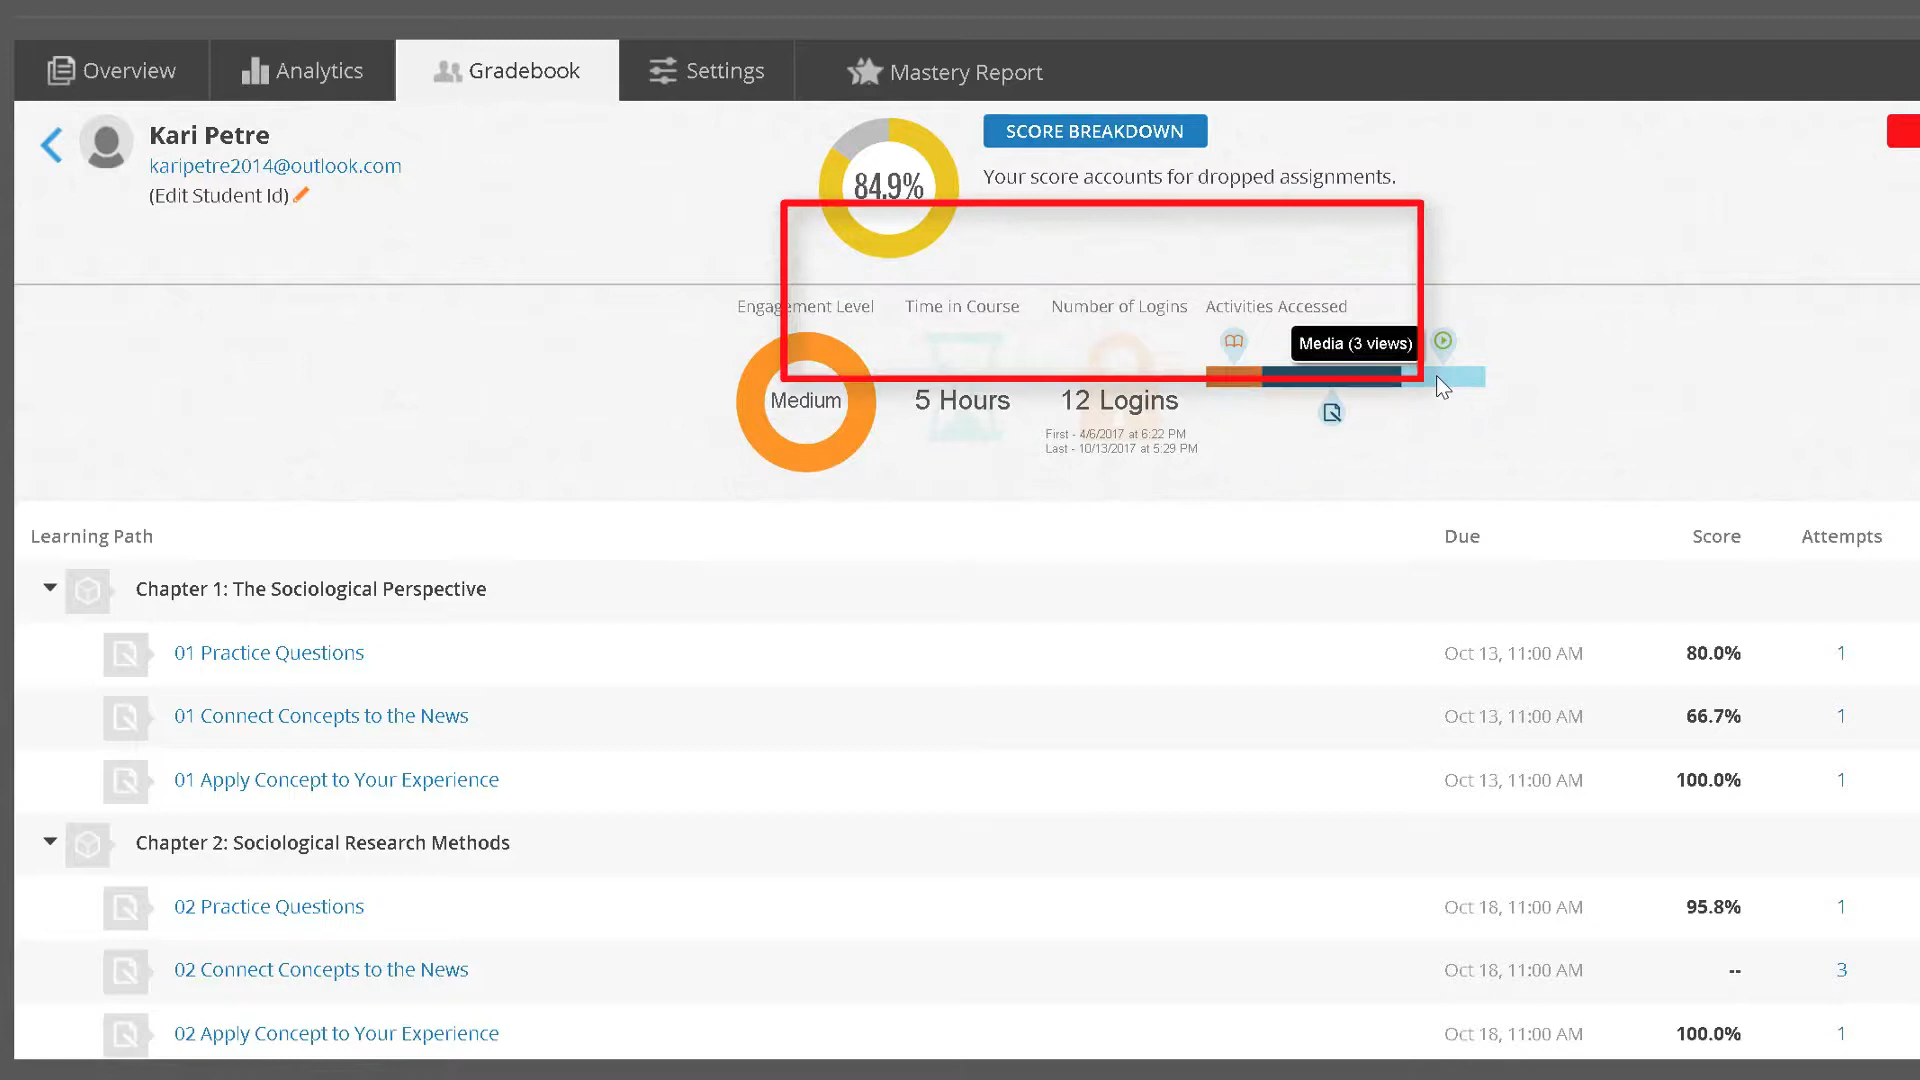 Overview
Analytics
Gradebook
Settings
Mastery Report
Kari Petre
karipetre2014@outlook.com
(Edit Student Id)
84.9%
SCORE BREAKDOWN
Your score accounts for dropped assignments.
Engagement Level
Time in Course
Number of Logins
Activities Accessed
Media (3 views)
Medium
5 Hours
12 Logins
First - 4/6/2017 at 6:22 PM
Last - 10/13/2017 at 5:29 PM
Learning Path Due Score Attempts
Chapter 1: The Sociological Perspective
01 Practice Questions Oct 13, 11:00 AM 80.0% 1
01 Connect Concepts to the News Oct 13, 11:00 AM 66.7% 1
01 Apply Concept to Your Experience Oct 13, 11:00 AM 100.0% 1
Chapter 2: Sociological Research Methods
02 Practice Questions Oct 18, 11:00 AM 95.8% 1
02 Connect Concepts to the News Oct 18, 11:00 AM -- 3
02 Apply Concept to Your Experience Oct 18, 11:00 AM 100.0% 1